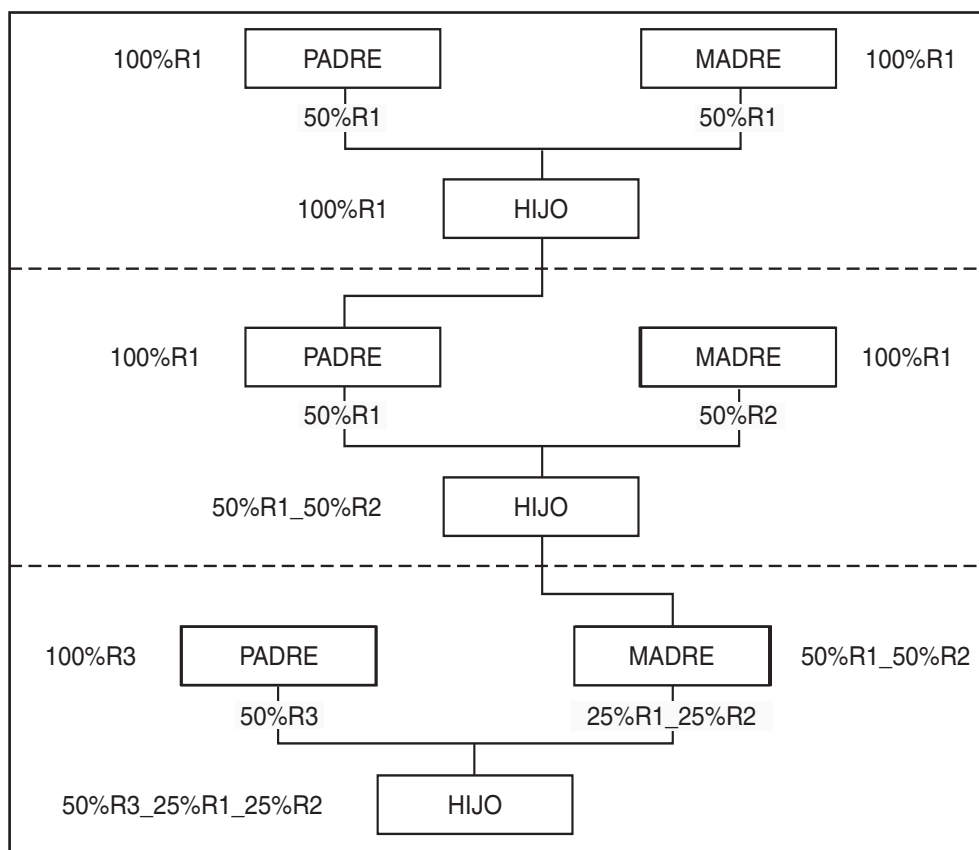 100%R1 PADRE MADRE 100%R1
50%R1 50%R1
100%R1 HIJO
100%R1 PADRE MADRE 100%R1
50%R1 50%R2
50%R1_50%R2 HIJO
100%R3 PADRE MADRE 50%R1_50%R2
50%R3 25%R1_25%R2
50%R3_25%R1_25%R2 HIJO